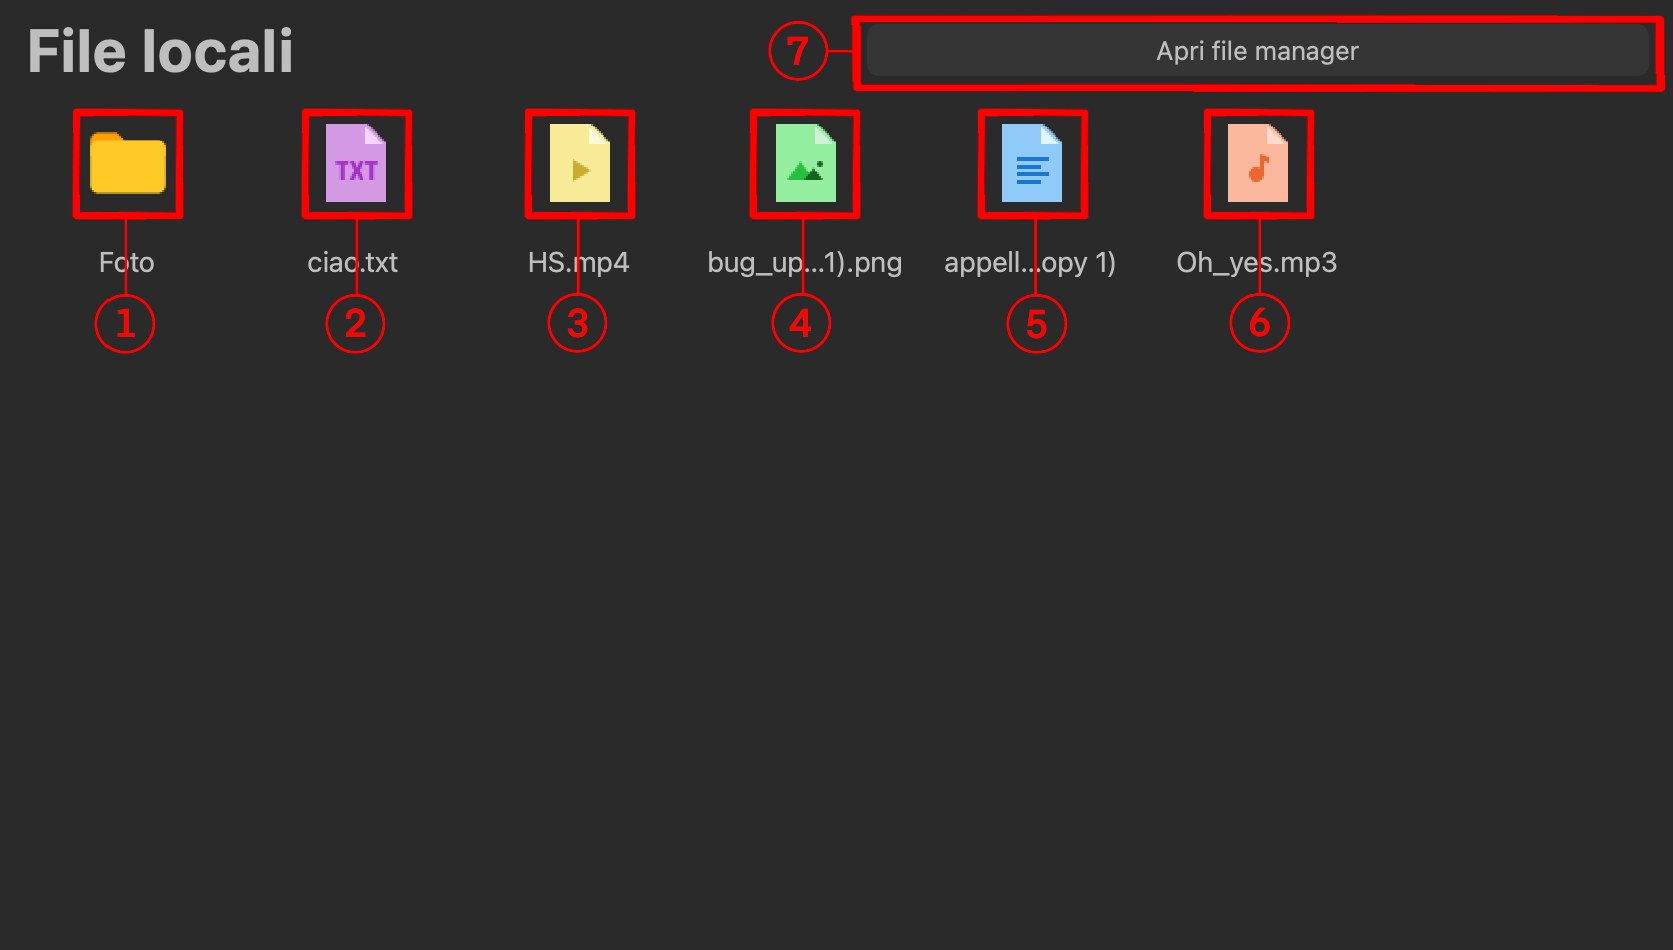 File locali
7
Apri file manager
TXT
Foto
ciao.txt
HS.mp4
bug_up...1).png
appell...opy 1)
Oh_yes.mp3
1
2
3
4
5
6